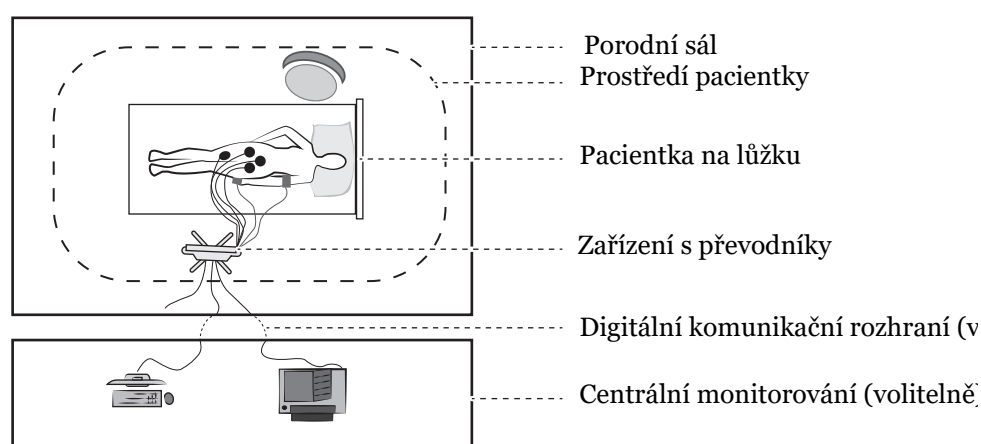 Porodní sál
Prostředí pacientky
Pacientka na lůžku
Zařízení s převodníky
Digitální komunikační rozhraní (v
Centrální monitorování (volitelně)